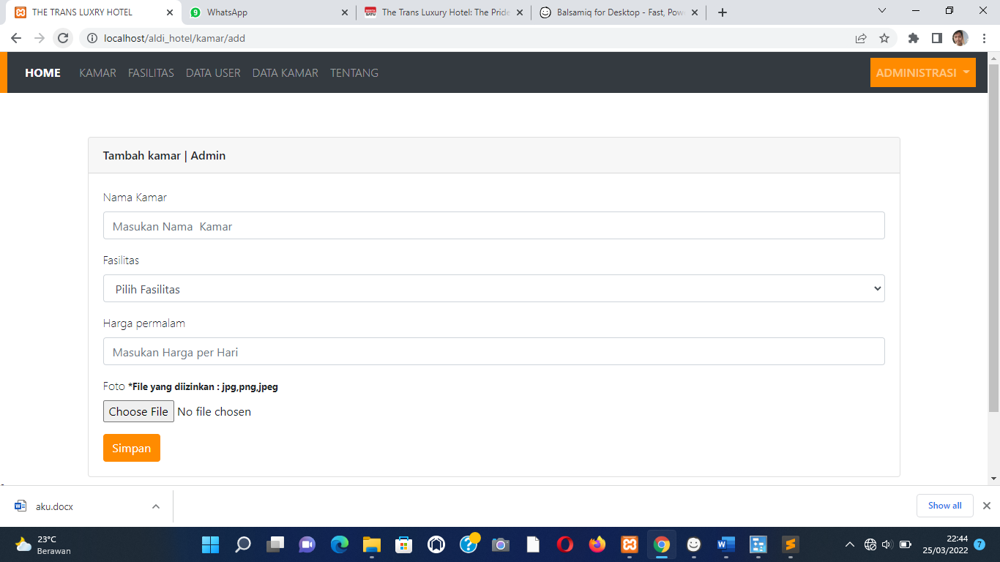 THE TRANS LUXRY HOTEL
WhatsApp
The Trans Luxury Hotel: The Pride
Balsamiq for Desktop - Fast, Pow
localhost/aldi_hotel/kamar/add
HOME KAMAR FASILITAS DATA USER DATA KAMAR TENTANG ADMINISTRASI
Tambah kamar | Admin
Nama Kamar
Masukan Nama  Kamar
Fasilitas
Pilih Fasilitas
Harga permalam
Masukan Harga per Hari
Foto *File yang diizinkan : jpg,png,jpeg
Choose File No file chosen
Simpan
aku.docx
Show all
23°C
Berawan
22:44
25/03/2022
7